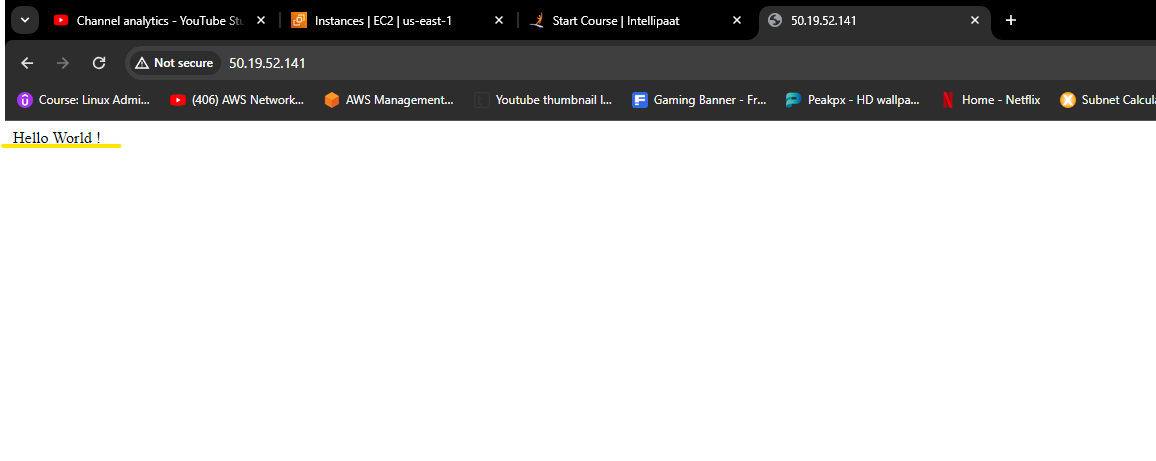 Channel analytics - YouTube Stu
Instances | EC2 | us-east-1
Start Course | Intellipaat
50.19.52.141
Not secure
50.19.52.141
Course: Linux Admi...
(406) AWS Network...
AWS Management...
Youtube thumbnail l...
Gaming Banner - Fr...
Peakpx - HD wallpa...
Home - Netflix
Subnet Calcula
Hello World !